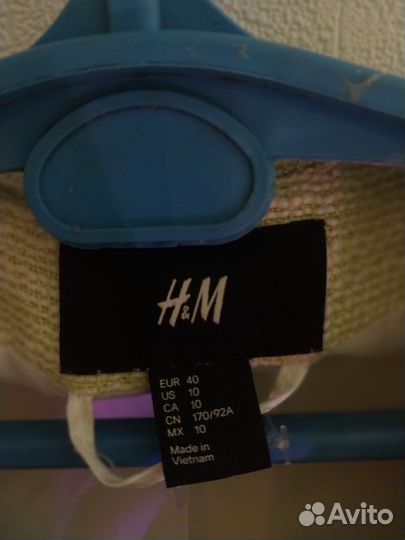 H&M
EUR 40
US 10
CA 10
CN 170/92A
MX 10
Made in
Vietnam
Avito